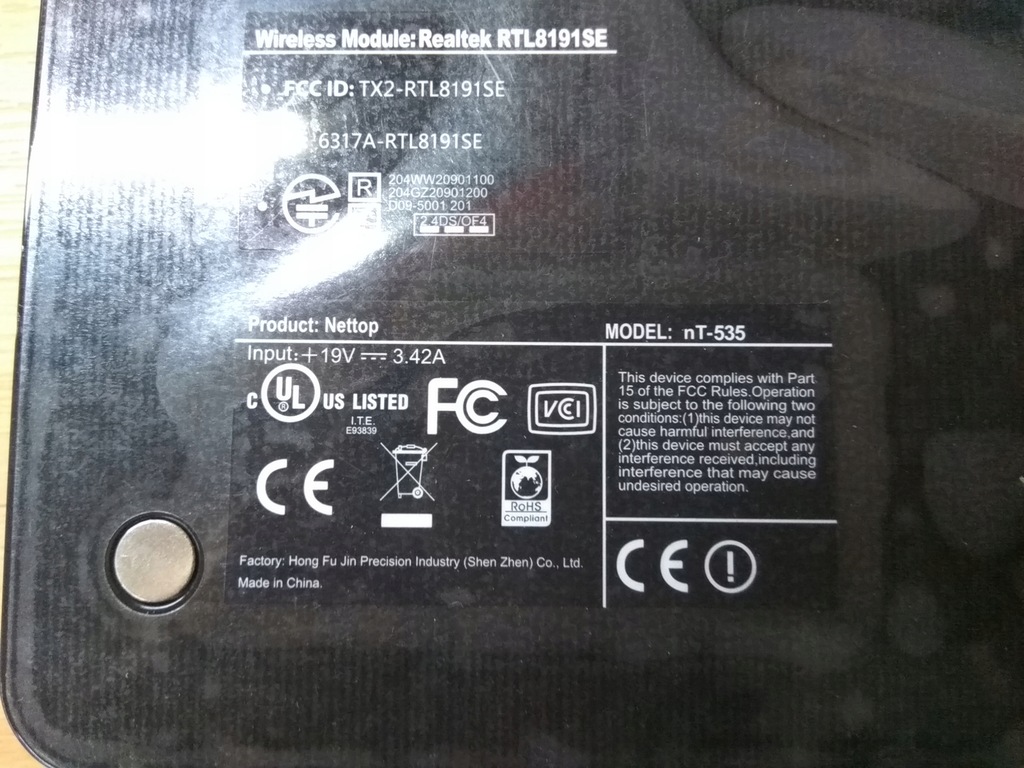 Wireless Module:Realtek RTL8191SE
FCC ID: TX2-RTL8191SE
6317A-RTL8191SE
R
204WW20901100
204GZ20901200
D09-5001 201
2.4DS/OF4
Product: Nettop
MODEL: nT-535
Input:+19V 3.42A
C UL ® US LISTED
I.T.E.
E93839
FC
VCI
CE
RoHS
Compliant
Factory: Hong Fu Jin Precision Industry (Shen Zhen) Co., Ltd.
Made in China.
This device complies with Part
15 of the FCC Rules.Operation
is subject to the following two
conditions:(1)this device may not
cause harmful interference,and
(2)this device must accept any
interference received,including
interference that may cause
undesired operation.
CE !